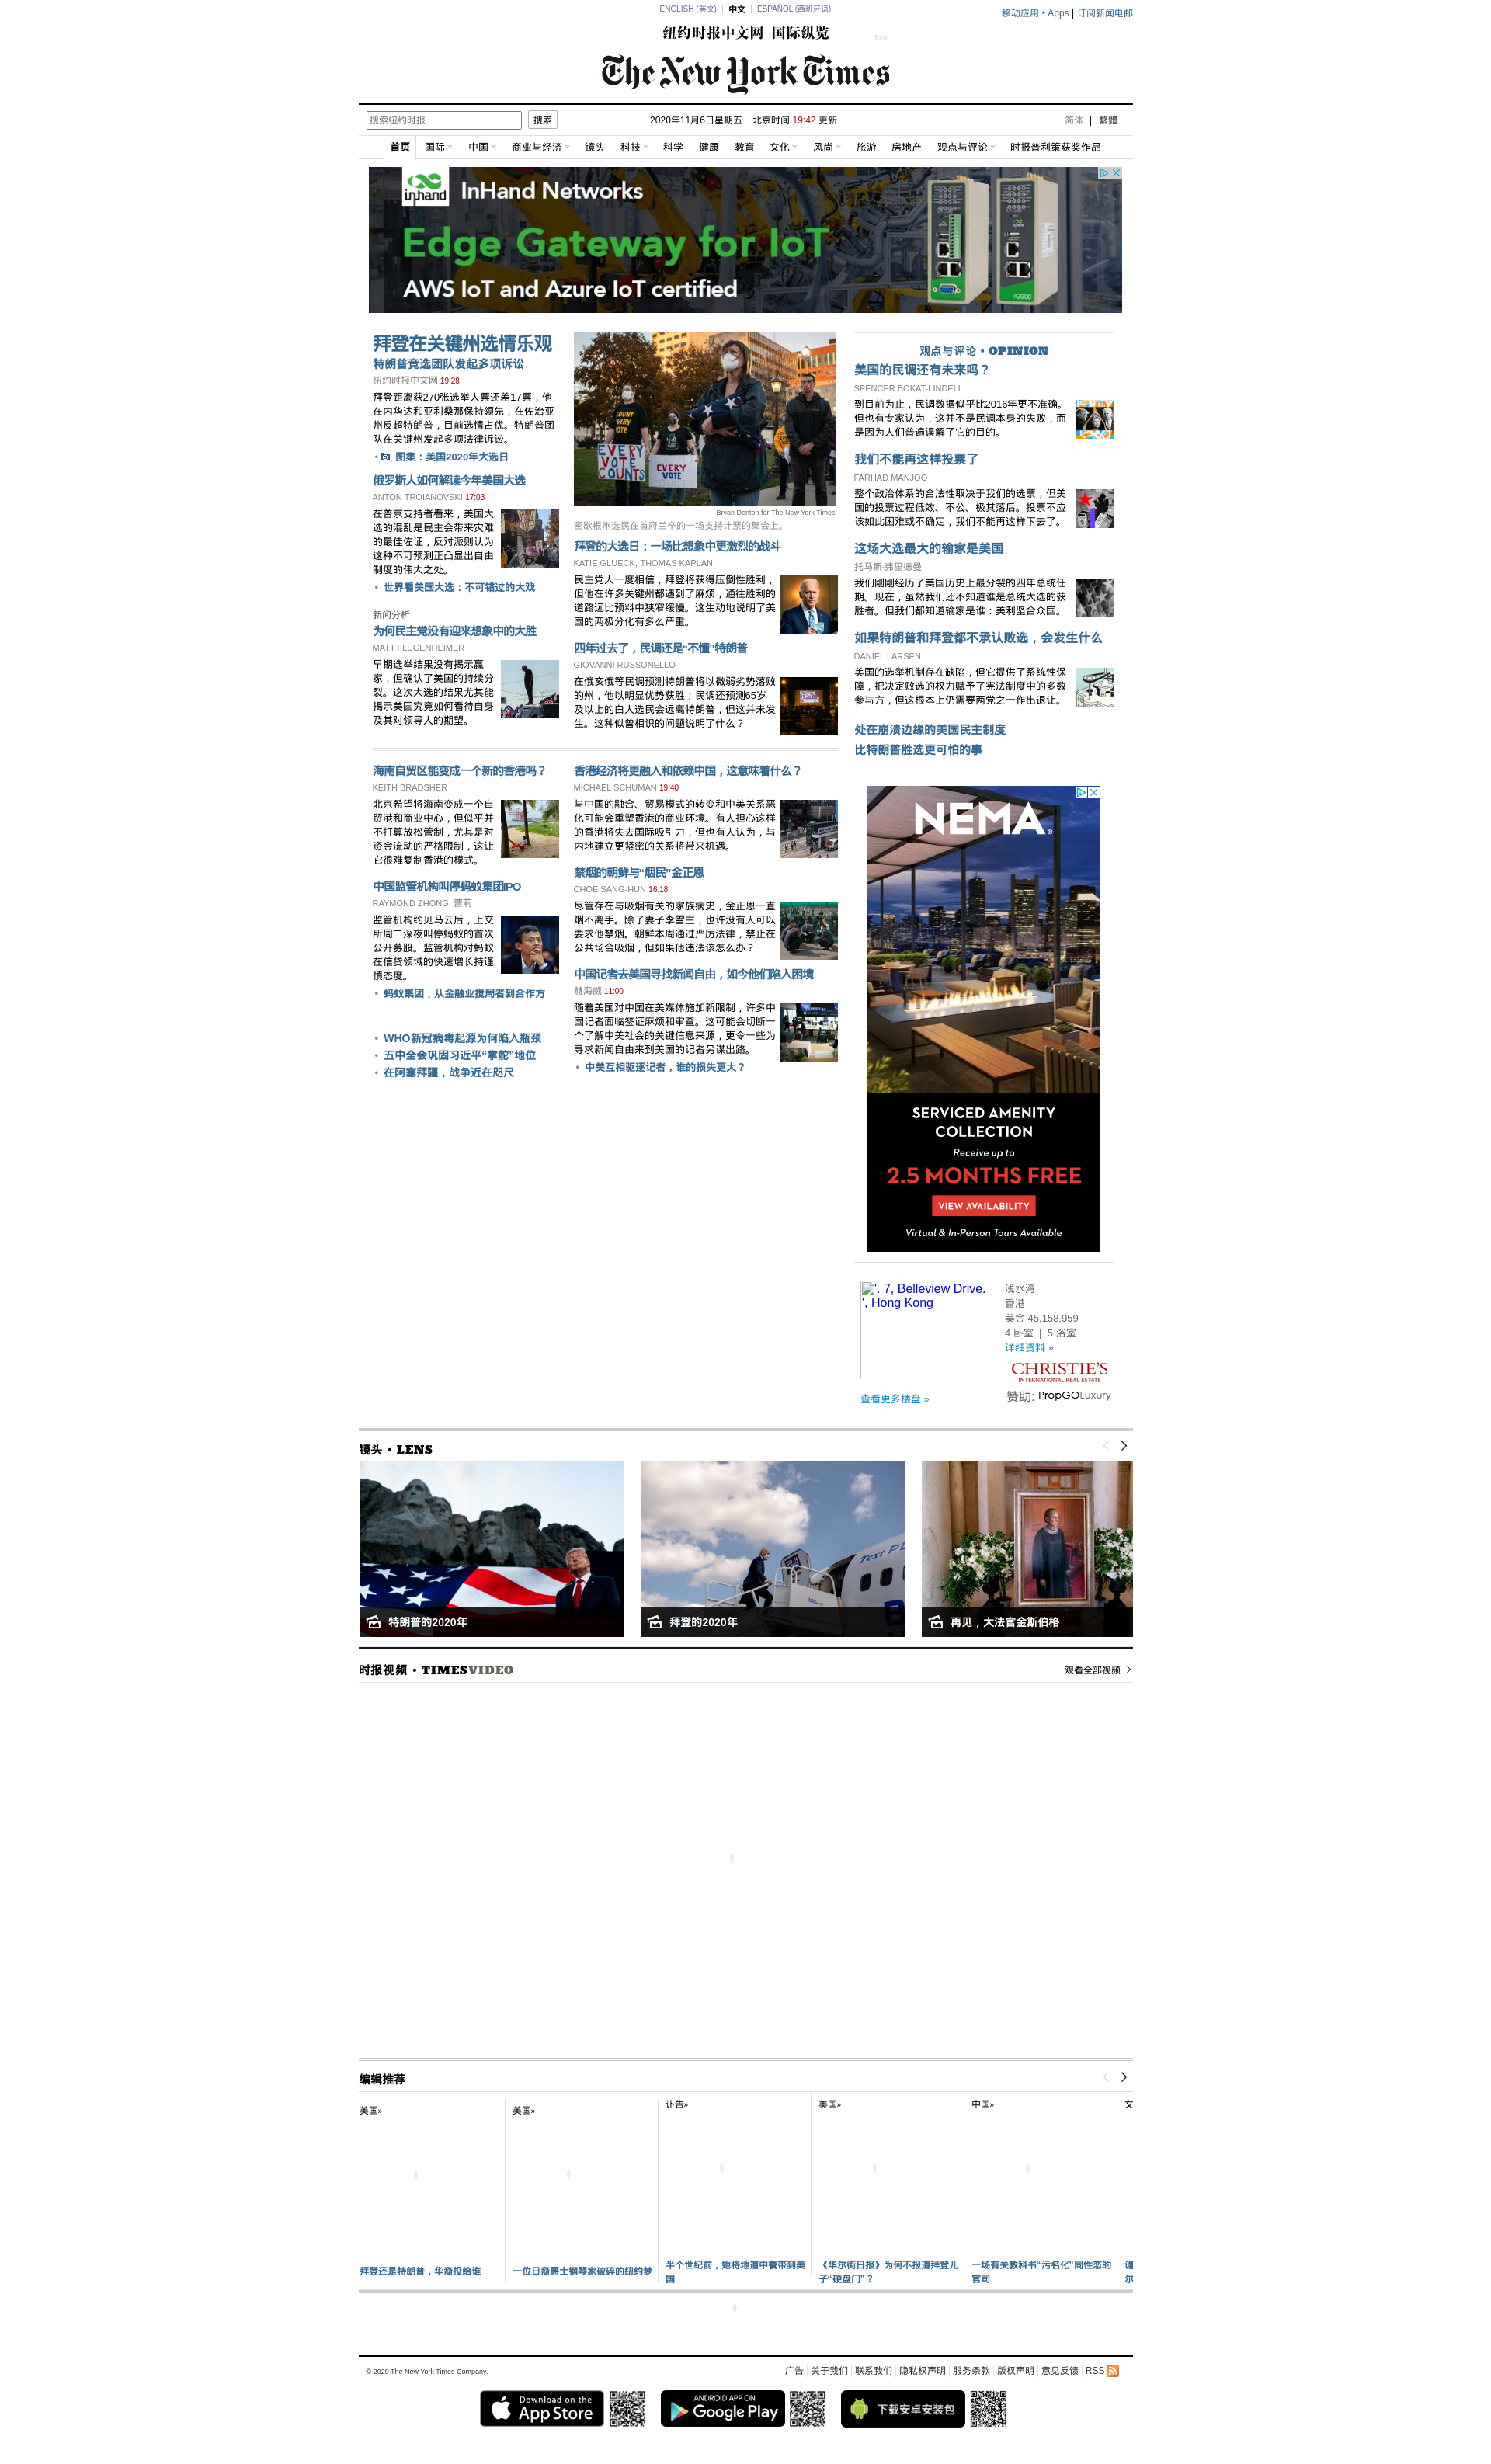 ENGLISH (英文) | 中文 | ESPAÑOL (西班牙语)
移动应用 • Apps | 订阅新闻电邮
纽约时报中文网 国际纵览
Beta
The New York Times
搜索纽约时报 搜索
2020年11月6日星期五 北京时间 19:42 更新
简体 | 繁體
首页 国际 中国 商业与经济 镜头 科技 科学 健康 教育 文化 风尚 旅游 房地产 观点与评论 时报普利策获奖作品
inhand
InHand Networks
Edge Gateway for IoT
AWS IoT and Azure IoT certified
IG900
拜登在关键州选情乐观
特朗普竞选团队发起多项诉讼
纽约时报中文网 19:28
拜登距离获270张选举人票还差17票，他
在内华达和亚利桑那保持领先，在佐治亚
州反超特朗普，目前选情占优。特朗普团
队在关键州发起多项法律诉讼。
• 图集：美国2020年大选日
俄罗斯人如何解读今年美国大选
ANTON TROIANOVSKI 17:03
在普京支持者看来，美国大
选的混乱是民主会带来灾难
的最佳佐证，反对派则认为
这种不可预测正凸显出自由
制度的伟大之处。
• 世界看美国大选：不可错过的大戏
新闻分析
为何民主党没有迎来想象中的大胜
MATT FLEGENHEIMER
早期选举结果没有揭示赢
家，但确认了美国的持续分
裂。这次大选的结果尤其能
揭示美国究竟如何看待自身
及其对领导人的期望。
COUNT EVERY VOTE
EVERY VOTE COUNTS
EVERY VOTE
Bryan Denton for The New York Times
密歇根州选民在首府兰辛的一场支持计票的集会上。
拜登的大选日：一场比想象中更激烈的战斗
KATIE GLUECK, THOMAS KAPLAN
民主党人一度相信，拜登将获得压倒性胜利，
但他在许多关键州都遇到了麻烦，通往胜利的
道路远比预料中狭窄缓慢。这生动地说明了美
国的两极分化有多么严重。
四年过去了，民调还是“不懂”特朗普
GIOVANNI RUSSONELLO
在俄亥俄等民调预测特朗普将以微弱劣势落败
的州，他以明显优势获胜；民调还预测65岁
及以上的白人选民会远离特朗普，但这并未发
生。这种似曾相识的问题说明了什么？
观点与评论 • OPINION
美国的民调还有未来吗？
SPENCER BOKAT-LINDELL
到目前为止，民调数据似乎比2016年更不准确。
但也有专家认为，这并不是民调本身的失败，而
是因为人们普遍误解了它的目的。
我们不能再这样投票了
FARHAD MANJOO
整个政治体系的合法性取决于我们的选票，但美
国的投票过程低效、不公、极其落后。投票不应
该如此困难或不确定，我们不能再这样下去了。
这场大选最大的输家是美国
托马斯·弗里德曼
我们刚刚经历了美国历史上最分裂的四年总统任
期。现在，虽然我们还不知道谁是总统大选的获
胜者。但我们都知道输家是谁：美利坚合众国。
如果特朗普和拜登都不承认败选，会发生什么
DANIEL LARSEN
美国的选举机制存在缺陷，但它提供了系统性保
障，把决定败选的权力赋予了宪法制度中的多数
参与方，但这根本上仍需要两党之一作出退让。
处在崩溃边缘的美国民主制度
比特朗普胜选更可怕的事
海南自贸区能变成一个新的香港吗？
KEITH BRADSHER
北京希望将海南变成一个自
贸港和商业中心，但似乎并
不打算放松管制，尤其是对
资金流动的严格限制，这让
它很难复制香港的模式。
中国监管机构叫停蚂蚁集团IPO
RAYMOND ZHONG, 曹莉
监管机构约见马云后，上交
所周二深夜叫停蚂蚁的首次
公开募股。监管机构对蚂蚁
在信贷领域的快速增长持谨
慎态度。
• 蚂蚁集团，从金融业搅局者到合作方
• WHO新冠病毒起源为何陷入瓶颈
• 五中全会巩固习近平“掌舵”地位
• 在阿塞拜疆，战争近在咫尺
香港经济将更融入和依赖中国，这意味着什么？
MICHAEL SCHUMAN 19:40
与中国的融合、贸易模式的转变和中美关系恶
化可能会重塑香港的商业环境。有人担心这样
的香港将失去国际吸引力，但也有人认为，与
内地建立更紧密的关系将带来机遇。
禁烟的朝鲜与“烟民”金正恩
CHOE SANG-HUN 16:18
尽管存在与吸烟有关的家族病史，金正恩一直
烟不离手。除了妻子李雪主，也许没有人可以
要求他禁烟。朝鲜本周通过严厉法律，禁止在
公共场合吸烟，但如果他违法该怎么办？
中国记者去美国寻找新闻自由，如今他们陷入困境
赫海威 11:00
随着美国对中国在美媒体施加新限制，许多中
国记者面临签证麻烦和审查。这可能会切断一
个了解中美社会的关键信息来源，更令一些为
寻求新闻自由来到美国的记者另谋出路。
• 中美互相驱逐记者，谁的损失更大？
NEMA®
SERVICED AMENITY
COLLECTION
Receive up to
2.5 MONTHS FREE
VIEW AVAILABILITY
Virtual & In-Person Tours Available
'. 7, Belleview Drive.
', Hong Kong
浅水湾
香港
美金 45,158,959
4 卧室 | 5 浴室
详细资料 »
CHRISTIE'S
INTERNATIONAL REAL ESTATE
赞助: PropGOLuxury
查看更多楼盘 »
镜头 • LENS
Text
特朗普的2020年
拜登的2020年
再见，大法官金斯伯格
时报视频 • TIMESVIDEO
观看全部视频
编辑推荐
美国»
美国»
讣告»
美国»
中国»
文
拜登还是特朗普，华裔投给谁
一位日裔爵士钢琴家破碎的纽约梦
半个世纪前，她将地道中餐带到美
国
《华尔街日报》为何不报道拜登儿
子“硬盘门”？
一场有关教科书“污名化”同性恋的
官司
尔
© 2020 The New York Times Company.
广告 | 关于我们 | 联系我们 | 隐私权声明 | 服务条款 | 版权声明 | 意见反馈 | RSS
Download on the
App Store
ANDROID APP ON
Google Play
下载安卓安装包